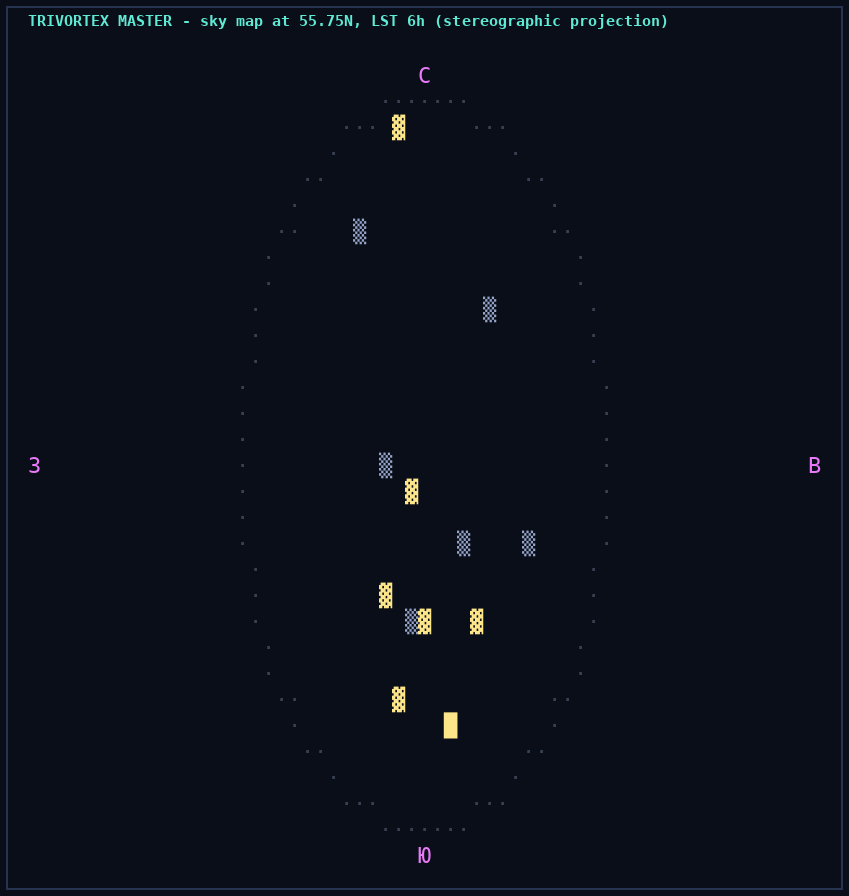 TRIVORTEX MASTER - sky map at 55.75N, LST 6h (stereographic projection)
С
З В
Ю